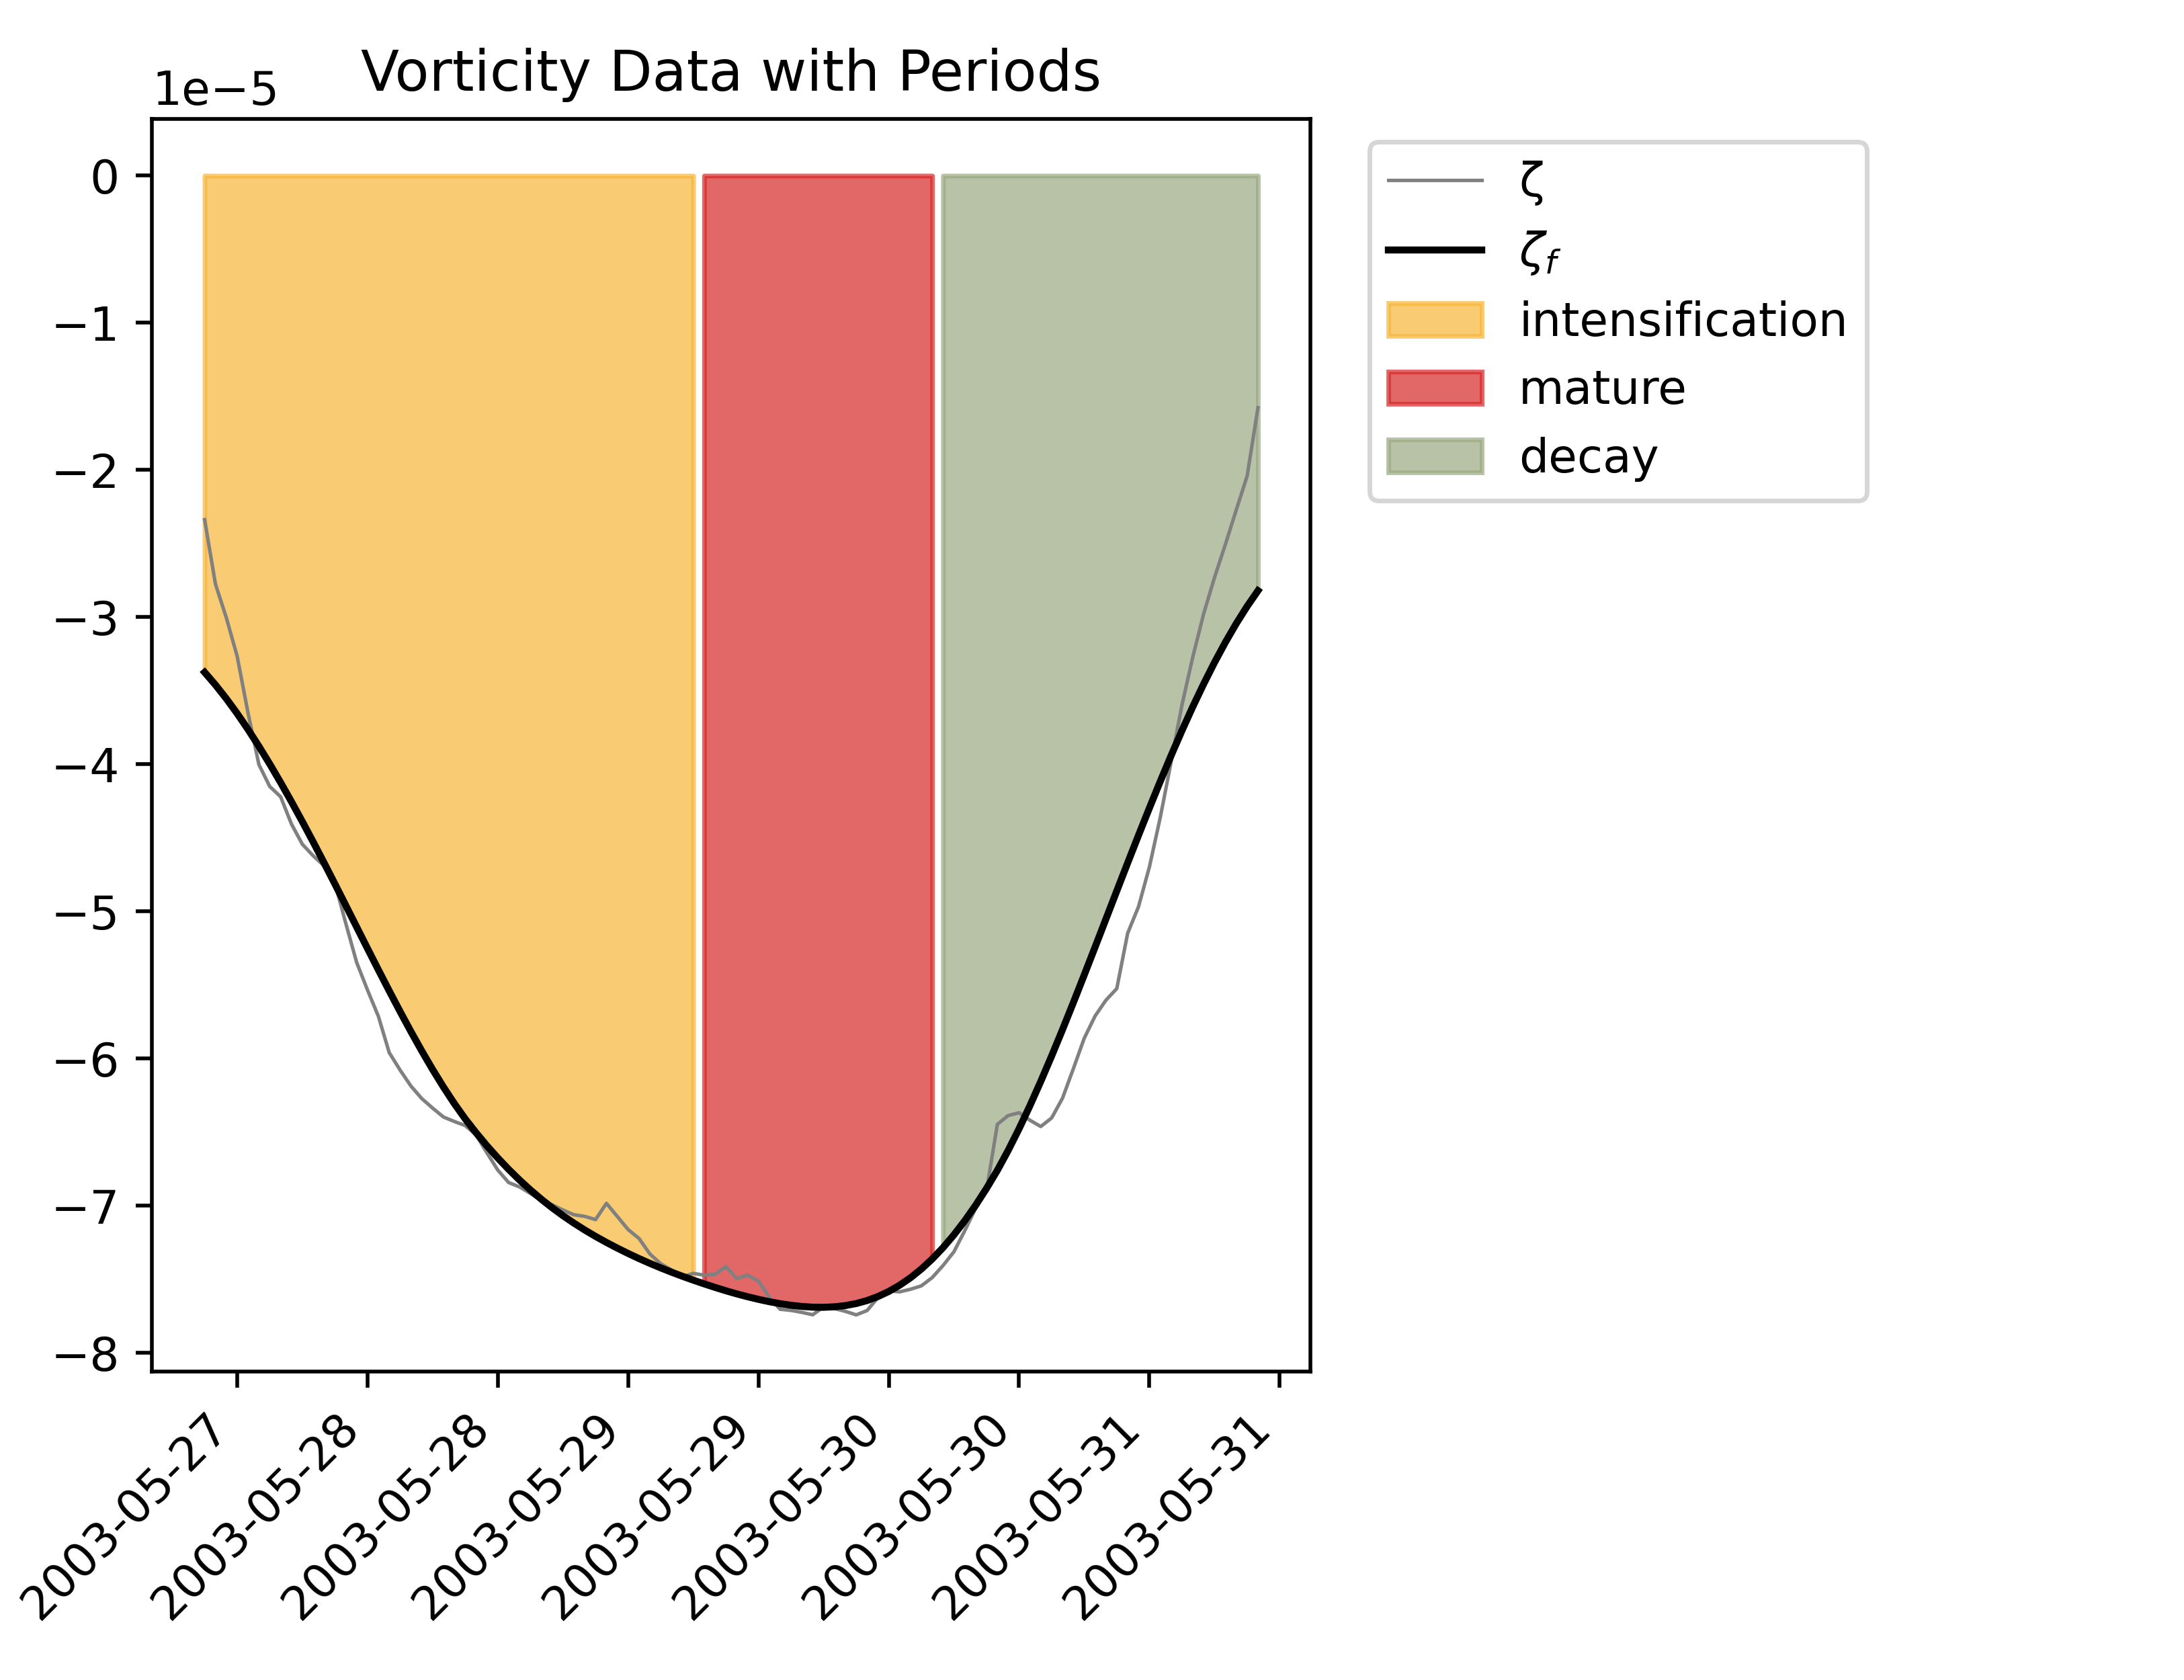 Vorticity Data with Periods
1e−5
0
−1
−2
−3
−4
−5
−6
−7
−8
2003-05-27
2003-05-28
2003-05-28
2003-05-29
2003-05-29
2003-05-30
2003-05-30
2003-05-31
2003-05-31
ζ
ζf
intensification
mature
decay